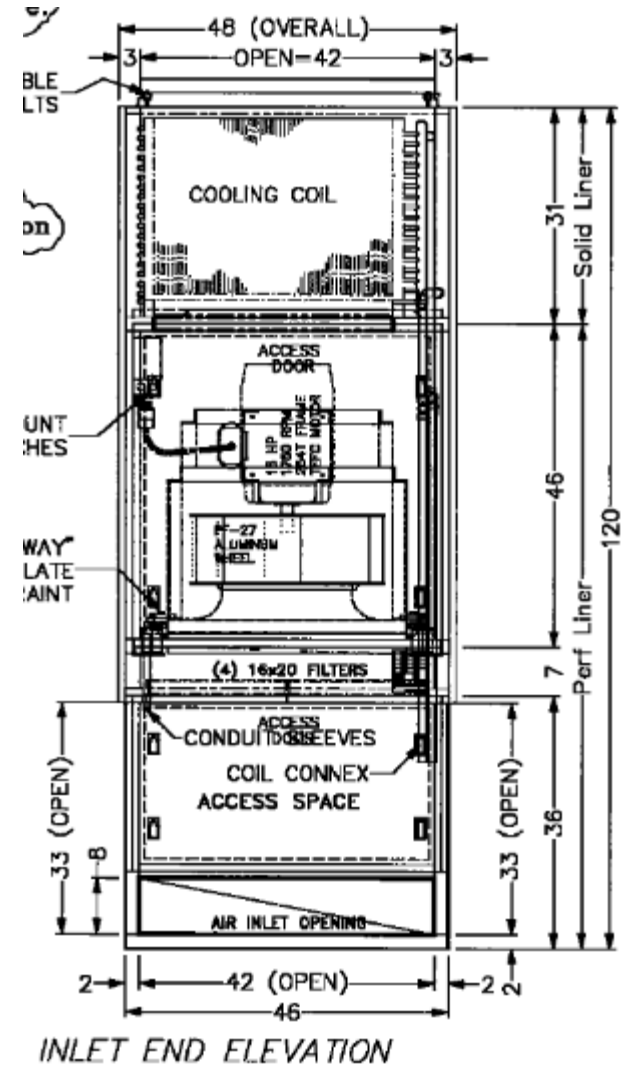 e.
48 (OVERALL)
3
OPEN=42
3
BLE
LTS
COOLING COIL
31
Solid Liner
on
ACCESS
DOOR
UNT
CHES
15 HP
1760 RPM
254T FRAME
TEFC MOTOR
46
120
PF-27
ALUMINUM
WHEEL
WAY"
LATE
AINT
Perf Liner
(4) 16x20 FILTERS
7
ACCESS
CONDUIT SLEEVES
COIL CONNEX
ACCESS SPACE
33 (OPEN)
8
33 (OPEN)
36
AIR INLET OPENING
2
42 (OPEN)
2
2
46
INLET END ELEVATION